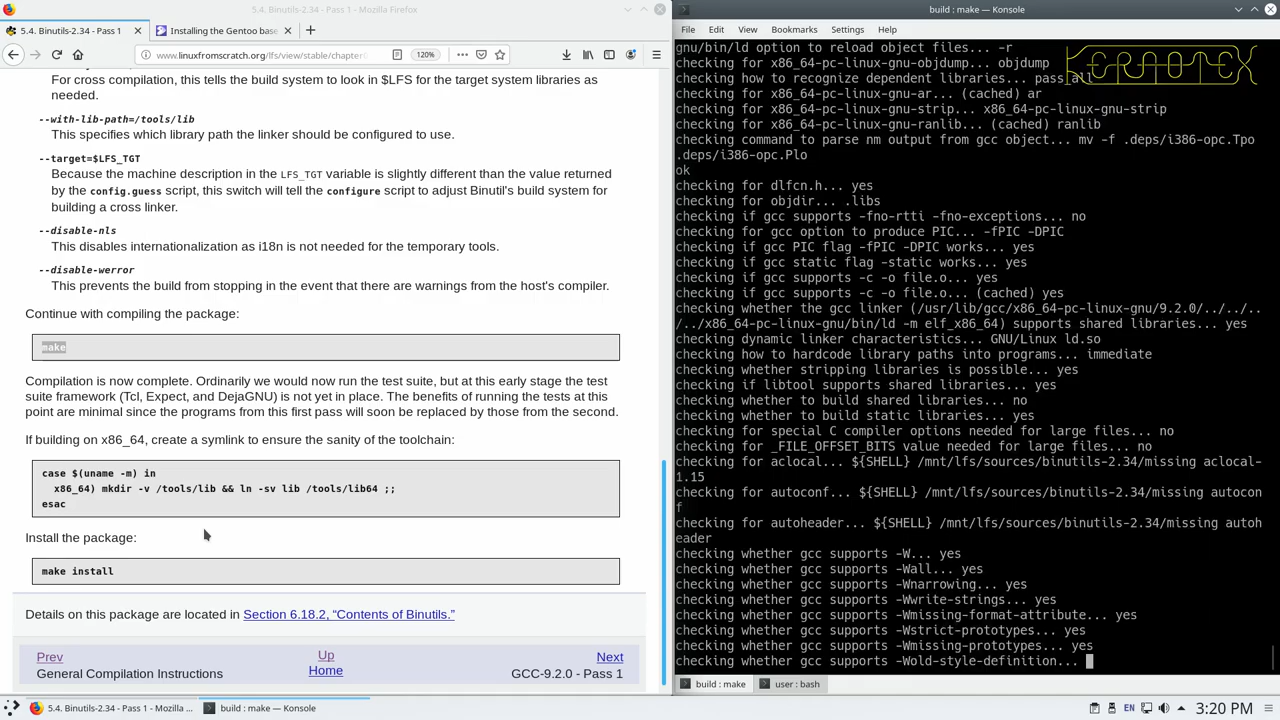 5.4. Binutils-2.34 - Pass 1 - Mozilla Firefox
5.4. Binutils-2.34 - Pass 1
Installing the Gentoo base
www.linuxfromscratch.org/lfs/view/stable/chapter0
120%
For cross compilation, this tells the build system to look in $LFS for the target system libraries as
needed.
--with-lib-path=/tools/lib
This specifies which library path the linker should be configured to use.
--target=$LFS_TGT
Because the machine description in the LFS_TGT variable is slightly different than the value returned
by the config.guess script, this switch will tell the configure script to adjust Binutil's build system for
building a cross linker.
--disable-nls
This disables internationalization as i18n is not needed for the temporary tools.
--disable-werror
This prevents the build from stopping in the event that there are warnings from the host's compiler.
Continue with compiling the package:
make
Compilation is now complete. Ordinarily we would now run the test suite, but at this early stage the test
suite framework (Tcl, Expect, and DejaGNU) is not yet in place. The benefits of running the tests at this
point are minimal since the programs from this first pass will soon be replaced by those from the second.
If building on x86_64, create a symlink to ensure the sanity of the toolchain:
case $(uname -m) in
x86_64) mkdir -v /tools/lib && ln -sv lib /tools/lib64 ;;
esac
Install the package:
make install
Details on this package are located in Section 6.18.2, “Contents of Binutils.”
Prev
Up
Next
General Compilation Instructions
Home
GCC-9.2.0 - Pass 1
build : make — Konsole
File Edit View Bookmarks Settings Help
KERNOTEX
gnu/bin/ld option to reload object files... -r
checking for x86_64-pc-linux-gnu-objdump... objdump
checking how to recognize dependent libraries... pass_all
checking for x86_64-pc-linux-gnu-ar... (cached) ar
checking for x86_64-pc-linux-gnu-strip... x86_64-pc-linux-gnu-strip
checking for x86_64-pc-linux-gnu-ranlib... (cached) ranlib
checking command to parse nm output from gcc object... mv -f .deps/i386-opc.Tpo
.deps/i386-opc.Plo
ok
checking for dlfcn.h... yes
checking for objdir... .libs
checking if gcc supports -fno-rtti -fno-exceptions... no
checking for gcc option to produce PIC... -fPIC -DPIC
checking if gcc PIC flag -fPIC -DPIC works... yes
checking if gcc static flag -static works... yes
checking if gcc supports -c -o file.o... yes
checking if gcc supports -c -o file.o... (cached) yes
checking whether the gcc linker (/usr/lib/gcc/x86_64-pc-linux-gnu/9.2.0/../../..
/../x86_64-pc-linux-gnu/bin/ld -m elf_x86_64) supports shared libraries... yes
checking dynamic linker characteristics... GNU/Linux ld.so
checking how to hardcode library paths into programs... immediate
checking whether stripping libraries is possible... yes
checking if libtool supports shared libraries... yes
checking whether to build shared libraries... no
checking whether to build static libraries... yes
checking for special C compiler options needed for large files... no
checking for _FILE_OFFSET_BITS value needed for large files... no
checking for aclocal... ${SHELL} /mnt/lfs/sources/binutils-2.34/missing aclocal-
1.15
checking for autoconf... ${SHELL} /mnt/lfs/sources/binutils-2.34/missing autocon
f
checking for autoheader... ${SHELL} /mnt/lfs/sources/binutils-2.34/missing autoh
eader
checking whether gcc supports -W... yes
checking whether gcc supports -Wall... yes
checking whether gcc supports -Wnarrowing... yes
checking whether gcc supports -Wwrite-strings... yes
checking whether gcc supports -Wmissing-format-attribute... yes
checking whether gcc supports -Wstrict-prototypes... yes
checking whether gcc supports -Wmissing-prototypes... yes
checking whether gcc supports -Wold-style-definition...
build : make
user : bash
5.4. Binutils-2.34 - Pass 1 - Mozilla ...
build : make — Konsole
EN
3:20 PM